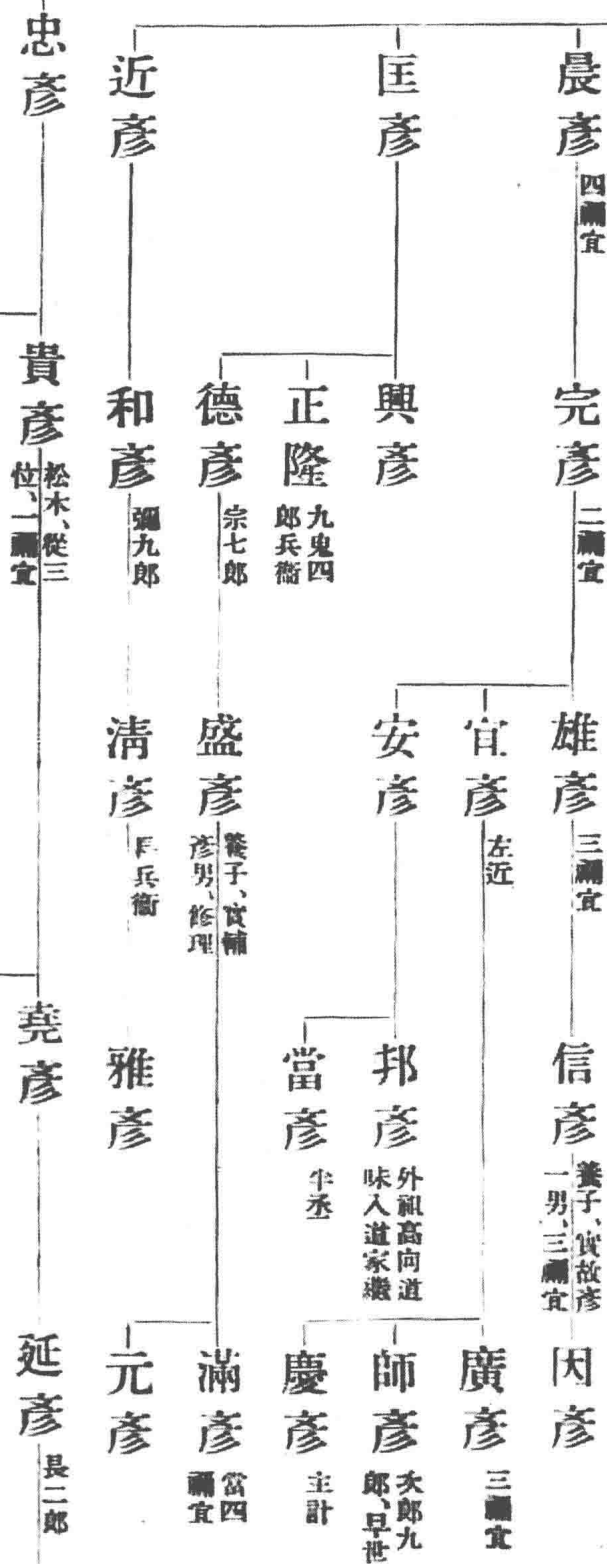 晨彥
四禰宜
完彥
二禰宜
雄彥
三禰宜
信彥
養子、實故彥
一男、三禰宜
因彥
宜彥
左近
廣彥
三禰宜
匡彥
興彥
安彥
邦彥
外祖高向道
味入道家繼
師彥
次郎九
郎、早世
正隆
九鬼四
郎兵衞
當彥
半丞
慶彥
主計
德彥
宗七郎
盛彥
養子、實輔
彥男、修理
滿彥
當四
禰宜
近彥
和彥
彌九郎
淸彥
兵衞
雅彥
元彥
忠彥
貴彥
松木、從三
位、一禰宜
堯彥
延彥
長二郎